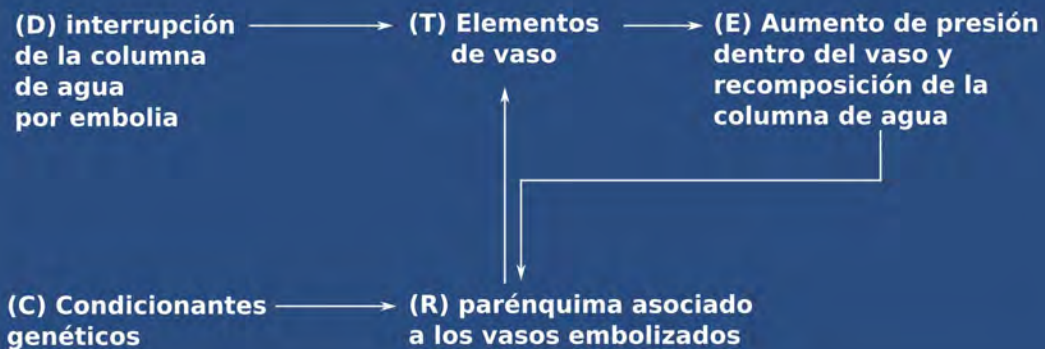 (D) interrupción
de la columna
de agua
por embolia
(T) Elementos
de vaso
(E) Aumento de presión
dentro del vaso y
recomposición de la
columna de agua
(C) Condicionantes
genéticos
(R) parénquima asociado
a los vasos embolizados